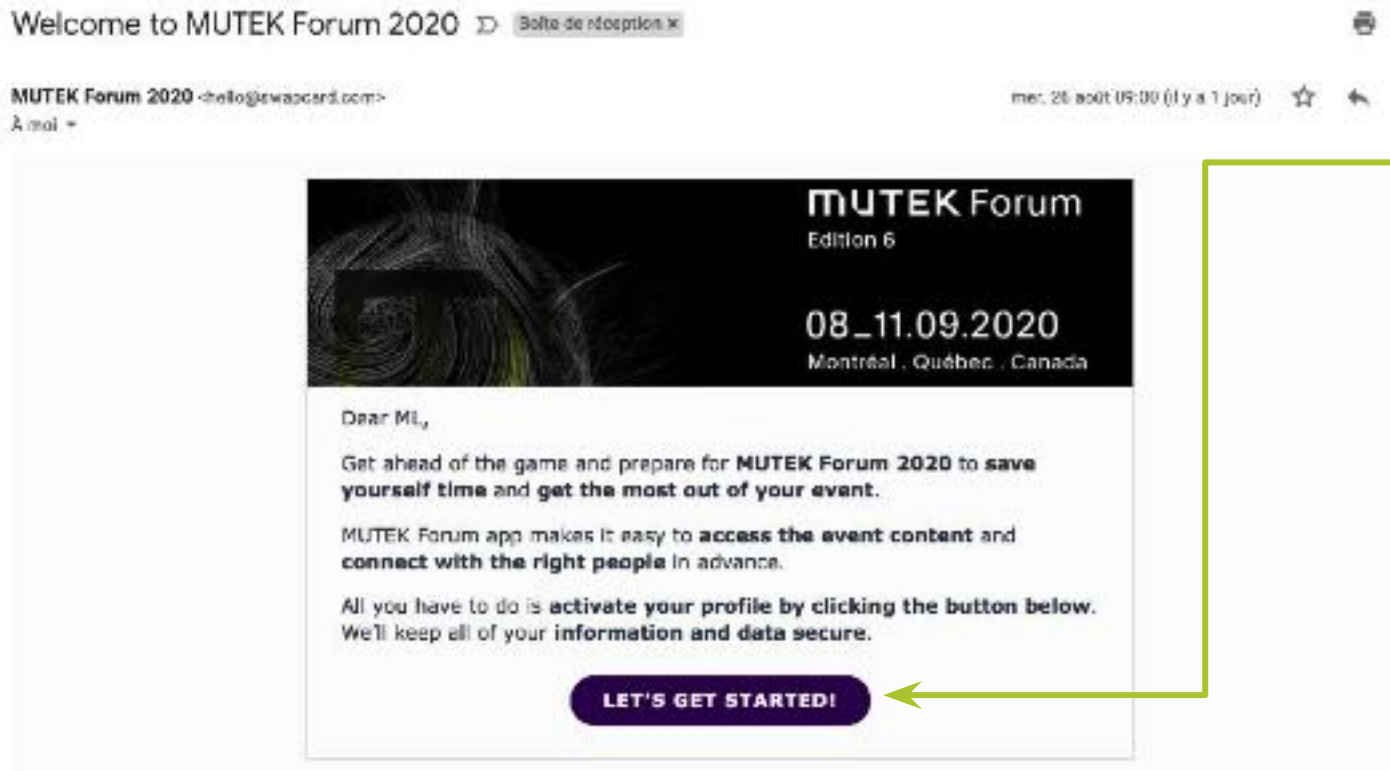 Welcome to MUTEK Forum 2020 Boîte de réception x
MUTEK Forum 2020 <hello@swapcard.com>
mer. 26 août 09:00 (il y a 1 jour)
À moi
MUTEK Forum
Edition 6
08_11.09.2020
Montréal . Québec . Canada
Dear ML,
Get ahead of the game and prepare for MUTEK Forum 2020 to save
yourself time and get the most out of your event.
MUTEK Forum app makes it easy to access the event content and
connect with the right people in advance.
All you have to do is activate your profile by clicking the button below.
We'll keep all of your information and data secure.
LET'S GET STARTED!